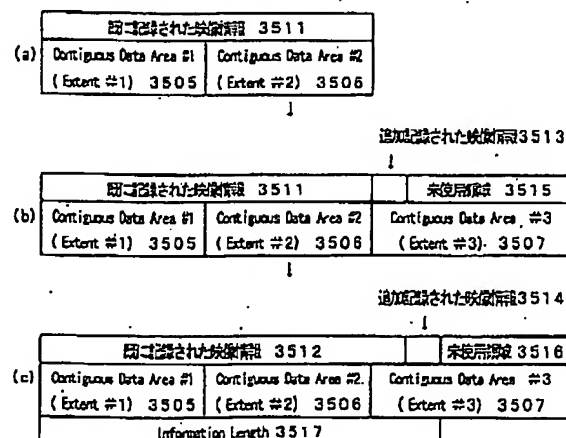 既に記録された映像情報 3511
(a) Contiguous Data Area #1 Contiguous Data Area #2
(Extent #1) 3505 (Extent #2) 3506
追加記録された映像情報3513
既に記録された映像情報 3511 未使用領域 3515
(b) Contiguous Data Area #1 Contiguous Data Area #2 Contiguous Data Area #3
(Extent #1) 3505 (Extent #2) 3506 (Extent #3) 3507
追加記録された映像情報3514
既に記録された映像情報 3512 未使用領域 3516
(c) Contiguous Data Area #1 Contiguous Data Area #2 Contiguous Data Area #3
(Extent #1) 3505 (Extent #2) 3506 (Extent #3) 3507
Information Length 3517